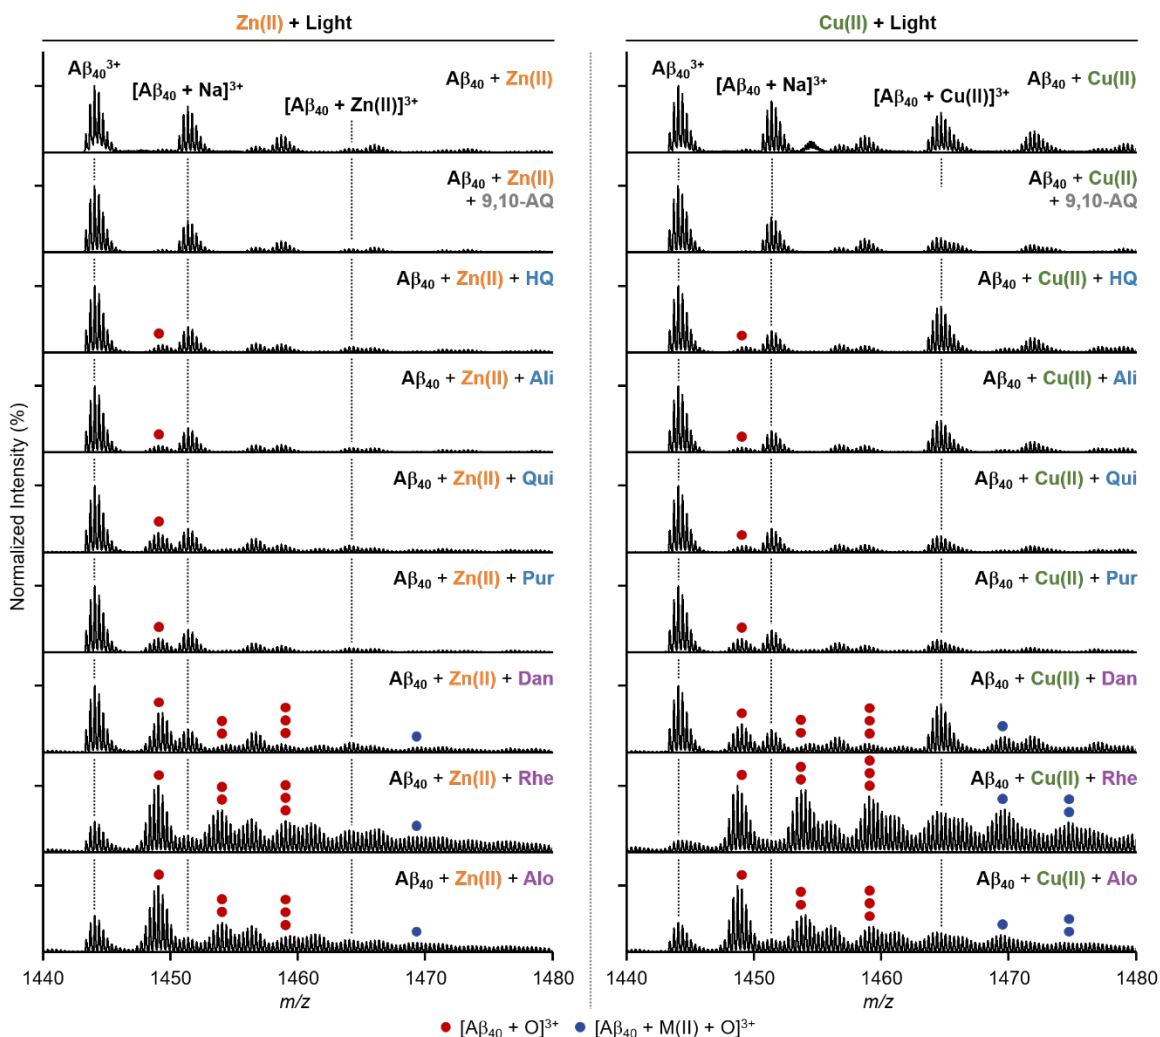 Zn(II) + Light
Cu(II) + Light
Normalized Intensity (%)
Aβ40³⁺
[Aβ40 + Na]³⁺
[Aβ40 + Zn(II)]³⁺
Aβ40 + Zn(II)
Aβ40 + Zn(II)
+ 9,10-AQ
Aβ40 + Zn(II) + HQ
Aβ40 + Zn(II) + Ali
Aβ40 + Zn(II) + Qui
Aβ40 + Zn(II) + Pur
Aβ40 + Zn(II) + Dan
Aβ40 + Zn(II) + Rhe
Aβ40 + Zn(II) + Alo
1440 1450 1460 1470 1480
m/z
Aβ40³⁺
[Aβ40 + Na]³⁺
[Aβ40 + Cu(II)]³⁺
Aβ40 + Cu(II)
Aβ40 + Cu(II)
+ 9,10-AQ
Aβ40 + Cu(II) + HQ
Aβ40 + Cu(II) + Ali
Aβ40 + Cu(II) + Qui
Aβ40 + Cu(II) + Pur
Aβ40 + Cu(II) + Dan
Aβ40 + Cu(II) + Rhe
Aβ40 + Cu(II) + Alo
1440 1450 1460 1470 1480
m/z
[Aβ40 + O]³⁺ [Aβ40 + M(II) + O]³⁺